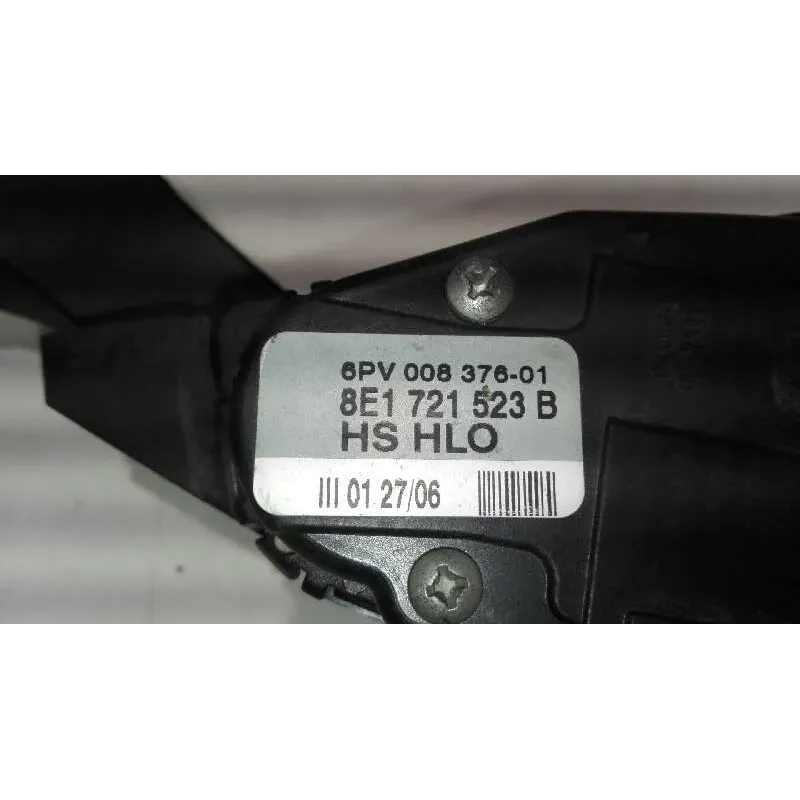 6PV 008 376-01
8E1 721 523 B
HS HLO
III 01 27/06